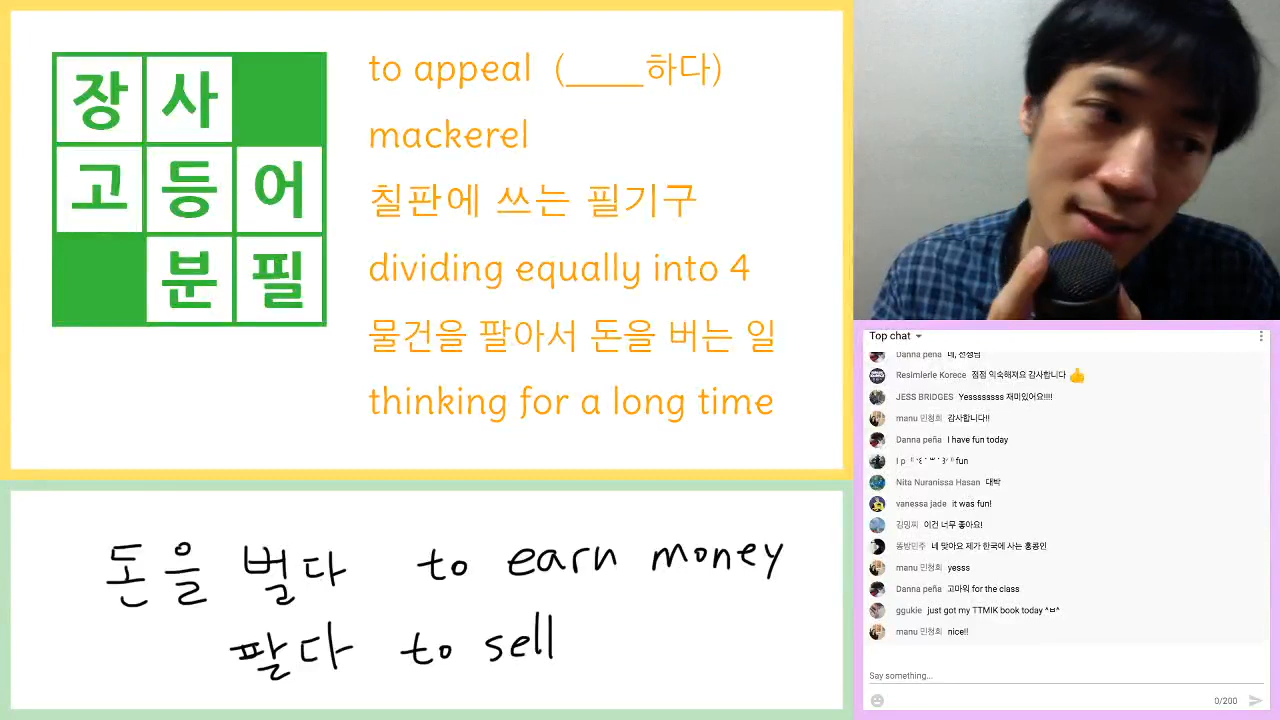 장 사
고 등 어
분 필
to appeal (____하다)
mackerel
칠판에 쓰는 필기구
dividing equally into 4
물건을 팔아서 돈을 버는 일
thinking for a long time
돈을 벌다 to earn money
팔다 to sell
Top chat
Danna peña 네, 선생님
Resimlerle Korece 점점 익숙해져요 감사합니다 👍
JESS BRIDGES Yessssssss 재미있어요!!!!
manu 민청희 감사합니다!!
Danna peña I have fun today
I p fun
Nita Nuranissa Hasan 대박
vanessa jade it was fun!
김밍찌 이건 너무 좋아요!
똥방민주 네 맞아요 제가 한국에 사는 홍콩인
manu 민청희 yesss
Danna peña 고마워 for the class
ggukie just got my TTMIK book today ^ㅂ^
manu 민청희 nice!!
Say something...
0/200